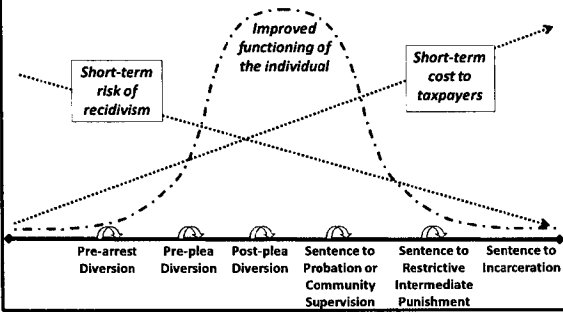 Improved
functioning of
the individual
Short-term
risk of
recidivism
Short-term
cost to
taxpayers
Pre-arrest
Diversion
Pre-plea
Diversion
Post-plea
Diversion
Sentence to
Probation or
Community
Supervision
Sentence to
Restrictive
Intermediate
Punishment
Sentence to
Incarceration